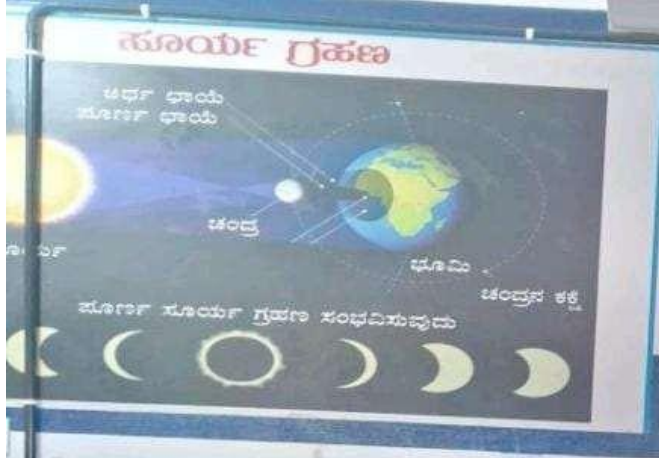 ಸೂರ್ಯ ಗ್ರಹಣ
ಅರ್ಧ ಛಾಯೆ
ಪೂರ್ಣ ಛಾಯೆ
ಚಂದ್ರ
ಭೂಮಿ
ಚಂದ್ರನ ಕಕ್ಷೆ
ಪೂರ್ಣ ಸೂರ್ಯ ಗ್ರಹಣ ಸಂಭವಿಸುವುದು